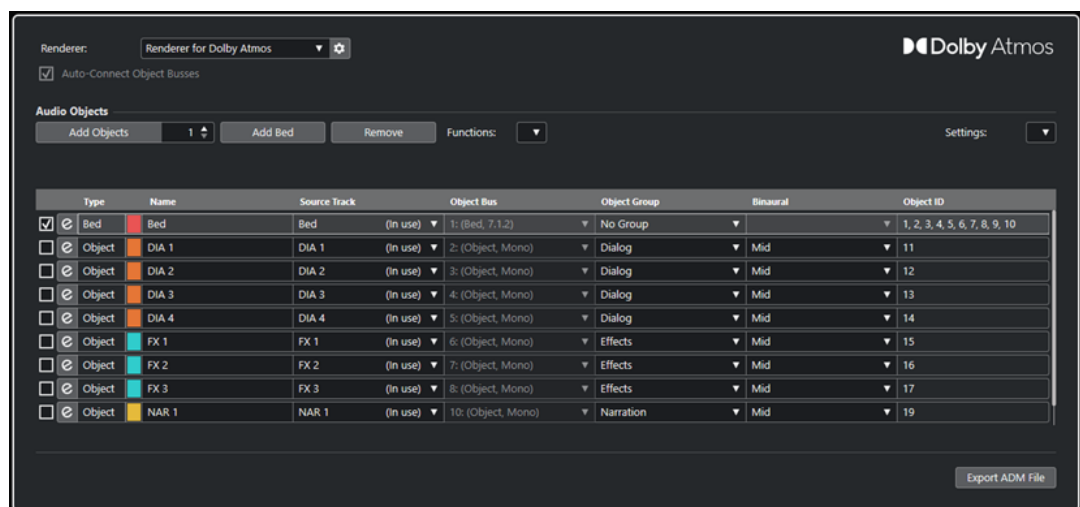 Renderer: Renderer for Dolby Atmos Dolby Atmos
Auto-Connect Object Busses
Audio Objects
Add Objects 1 Add Bed Remove Functions: Settings:
Type Name Source Track Object Bus Object Group Binaural Object ID
e Bed Bed Bed (In use) 1: (Bed, 7.1.2) No Group 1, 2, 3, 4, 5, 6, 7, 8, 9, 10
e Object DIA 1 DIA 1 (In use) 2: (Object, Mono) Dialog Mid 11
e Object DIA 2 DIA 2 (In use) 3: (Object, Mono) Dialog Mid 12
e Object DIA 3 DIA 3 (In use) 4: (Object, Mono) Dialog Mid 13
e Object DIA 4 DIA 4 (In use) 5: (Object, Mono) Dialog Mid 14
e Object FX 1 FX 1 (In use) 6: (Object, Mono) Effects Mid 15
e Object FX 2 FX 2 (In use) 7: (Object, Mono) Effects Mid 16
e Object FX 3 FX 3 (In use) 8: (Object, Mono) Effects Mid 17
e Object NAR 1 NAR 1 (In use) 10: (Object, Mono) Narration Mid 19
Export ADM File